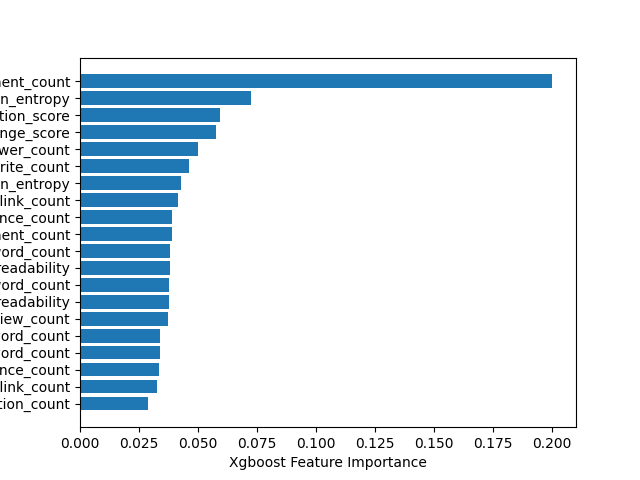 ent_count
n_entropy
tion_score
nge_score
wer_count
rite_count
n_entropy
link_count
nce_count
ent_count
ord_count
readability
ord_count
readability
iew_count
ord_count
ord_count
nce_count
link_count
tion_count
0.000 0.025 0.050 0.075 0.100 0.125 0.150 0.175 0.200
Xgboost Feature Importance